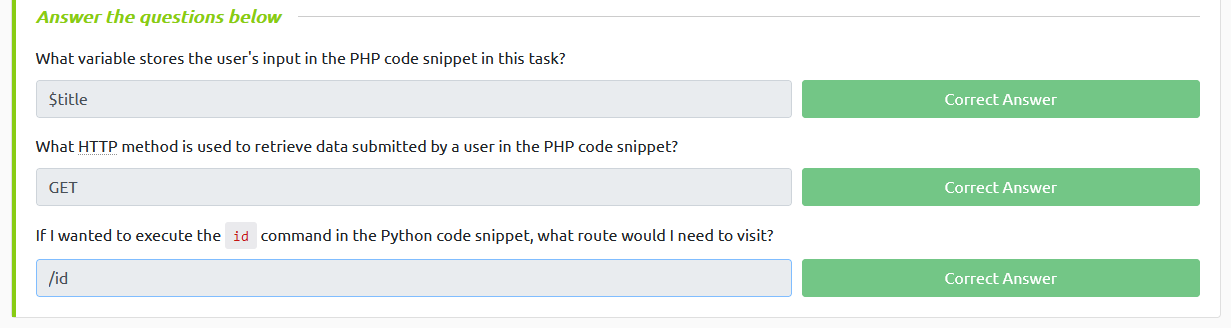 Answer the questions below
What variable stores the user's input in the PHP code snippet in this task?
$title
Correct Answer
What HTTP method is used to retrieve data submitted by a user in the PHP code snippet?
GET
Correct Answer
If I wanted to execute the id command in the Python code snippet, what route would I need to visit?
/id
Correct Answer